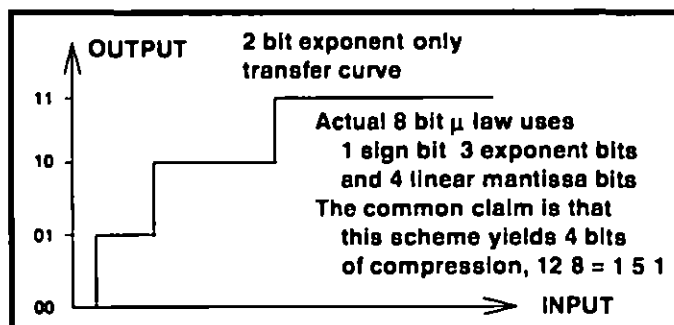 OUTPUT
2 bit exponent only
transfer curve
11
Actual 8 bit μ law uses
1 sign bit 3 exponent bits
10
and 4 linear mantissa bits
The common claim is that
01
this scheme yields 4 bits
of compression, 12 8 = 1 5 1
00
INPUT